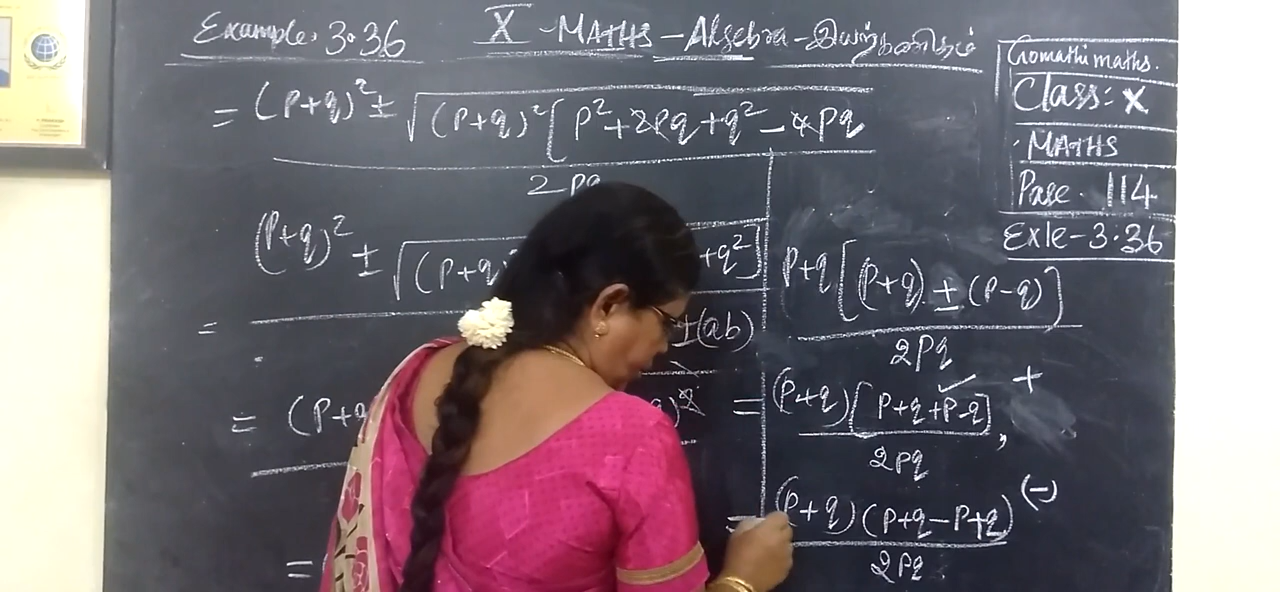 Example: 3.36
X - MATHS - Algebra - இயற்கணிதம்
Gomathi maths.
Class: X
MATHS
Page. 114
Exle - 3.36
= (P+q)² ± √(P+q)² [P² + 2Pq + q² - 4Pq
2Pq
(P+q)² ± √(P+q) +q²]
=
±(ab)
= (P+q
=
P+q [(P+q) ± (P-q)]
2Pq
+
= (P+q) [P+q+P-q] ,
2Pq
= (P+q) (P+q-P+q) (-)
2Pq